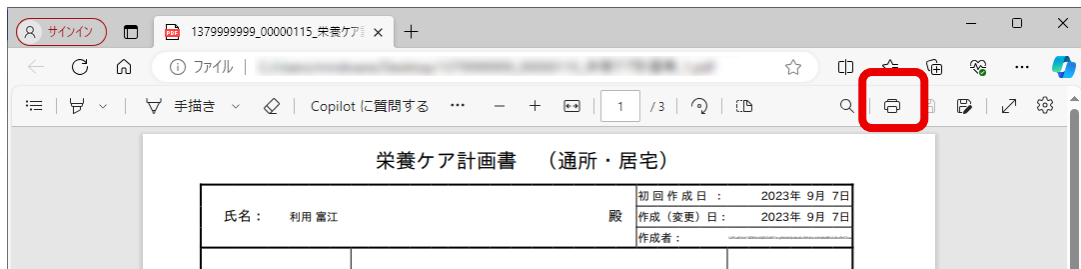 サインイン
1379999999_00000115_栄養ケア
ファイル
手描き
Copilot に質問する
1 / 3
栄養ケア計画書 （通所・居宅）
初回作成日 : 2023年 9月 7日
氏名： 利用 富江 殿
作成（変更）日： 2023年 9月 7日
作成者：